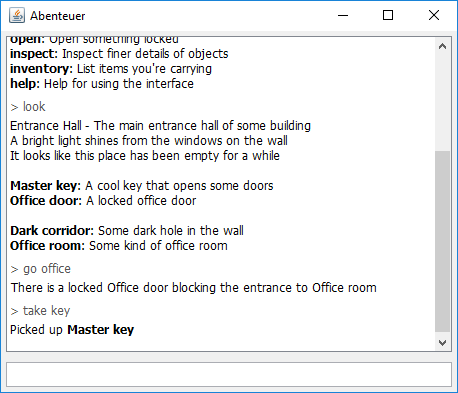 Abenteuer
open: Open something locked
inspect: Inspect finer details of objects
inventory: List items you're carrying
help: Help for using the interface
> look
Entrance Hall - The main entrance hall of some building
A bright light shines from the windows on the wall
It looks like this place has been empty for a while
Master key: A cool key that opens some doors
Office door: A locked office door
Dark corridor: Some dark hole in the wall
Office room: Some kind of office room
> go office
There is a locked Office door blocking the entrance to Office room
> take key
Picked up Master key